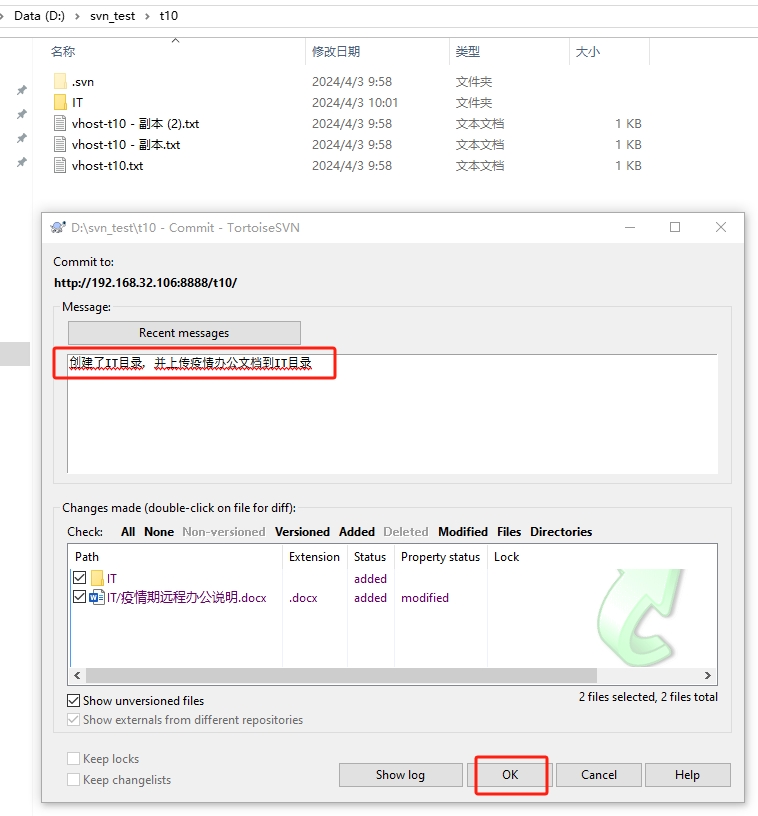 Data (D:) › svn_test › t10
名称 修改日期 类型 大小
.svn 2024/4/3 9:58 文件夹
IT 2024/4/3 10:01 文件夹
vhost-t10 - 副本 (2).txt 2024/4/3 9:58 文本文档 1 KB
vhost-t10 - 副本.txt 2024/4/3 9:58 文本文档 1 KB
vhost-t10.txt 2024/4/3 9:58 文本文档 1 KB
D:\svn_test\t10 - Commit - TortoiseSVN
Commit to:
http://192.168.32.106:8888/t10/
Message:
Recent messages
创建了IT目录，并上传疫情办公文档到IT目录
Changes made (double-click on file for diff):
Check: All None Non-versioned Versioned Added Deleted Modified Files Directories
Path Extension Status Property status Lock
IT added
IT/疫情期远程办公说明.docx .docx added modified
Show unversioned files 2 files selected, 2 files total
Show externals from different repositories
Keep locks
Keep changelists
Show log OK Cancel Help